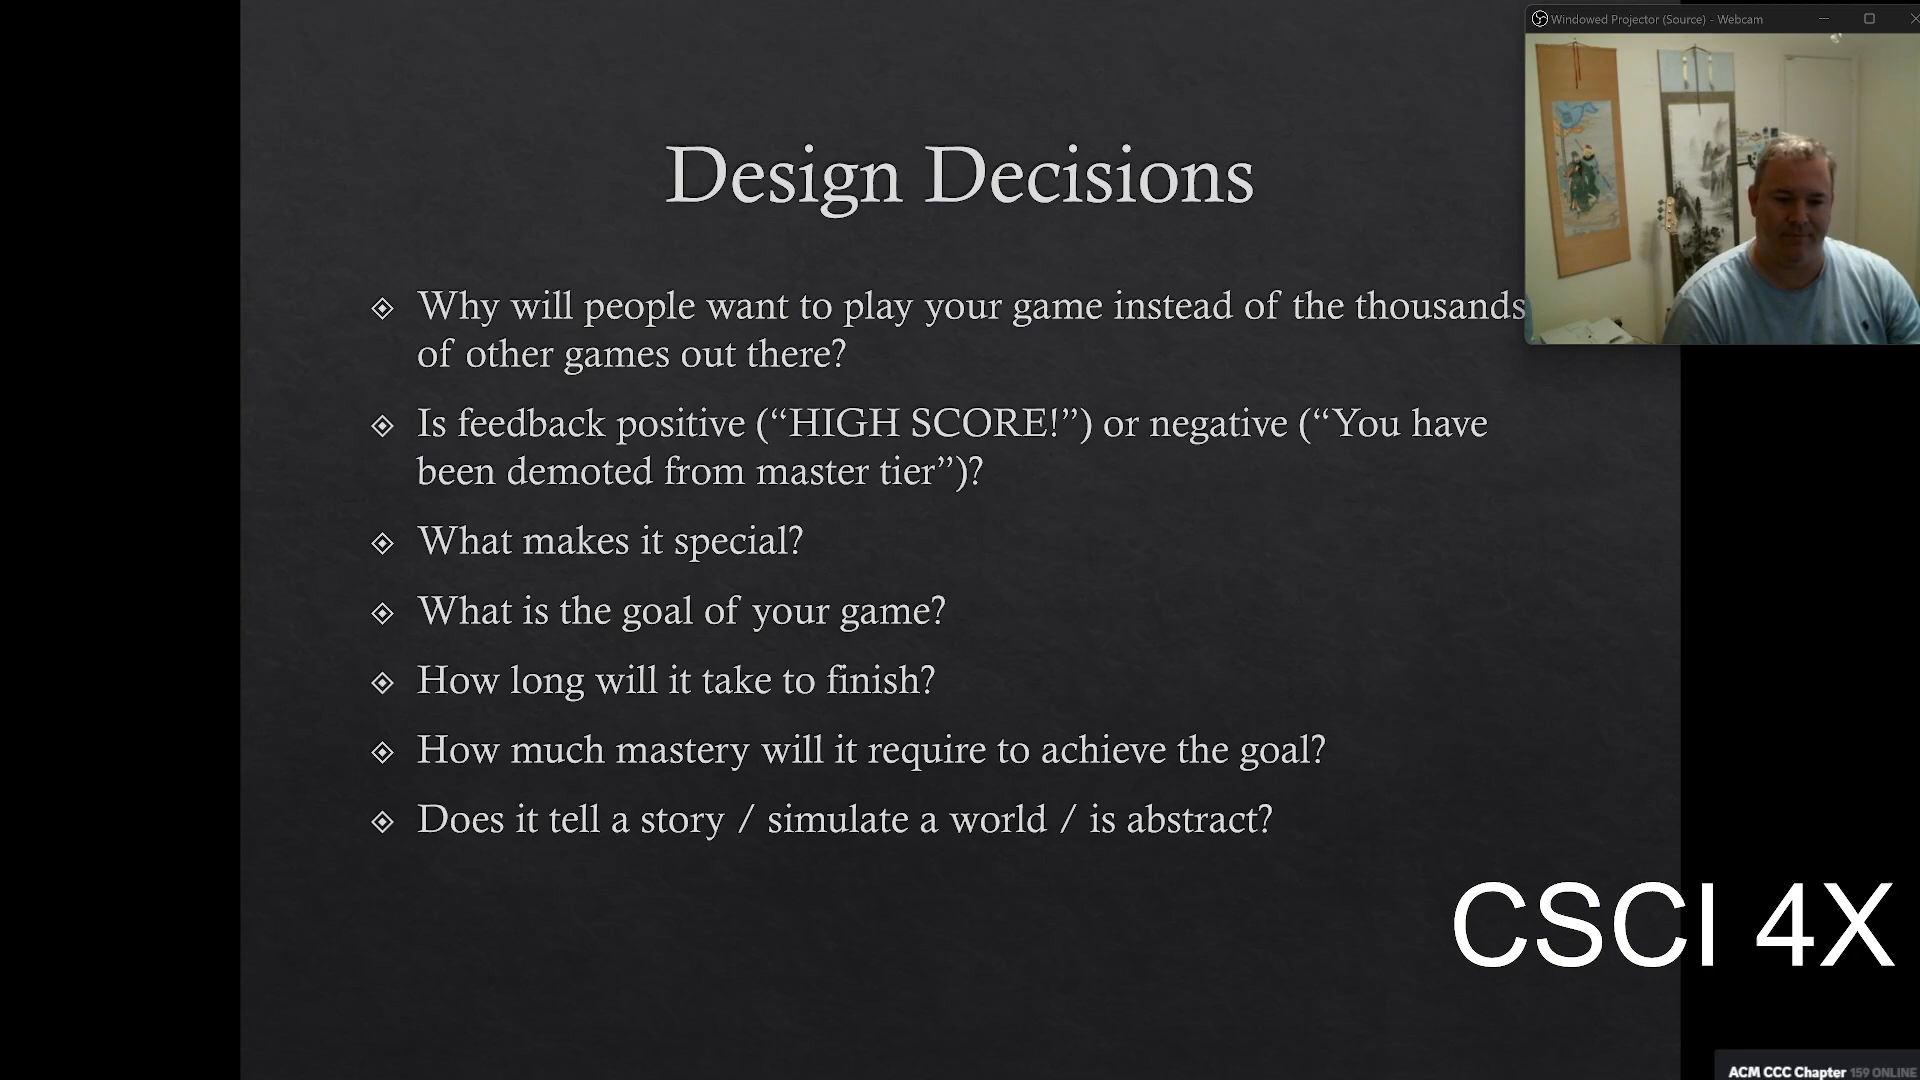 Windowed Projector (Source) - Webcam
Design Decisions
Why will people want to play your game instead of the thousands
of other games out there?
Is feedback positive (“HIGH SCORE!”) or negative (“You have
been demoted from master tier”)?
What makes it special?
What is the goal of your game?
How long will it take to finish?
How much mastery will it require to achieve the goal?
Does it tell a story / simulate a world / is abstract?
CSCI 4X
ACM CCC Chapter 159 ONLINE